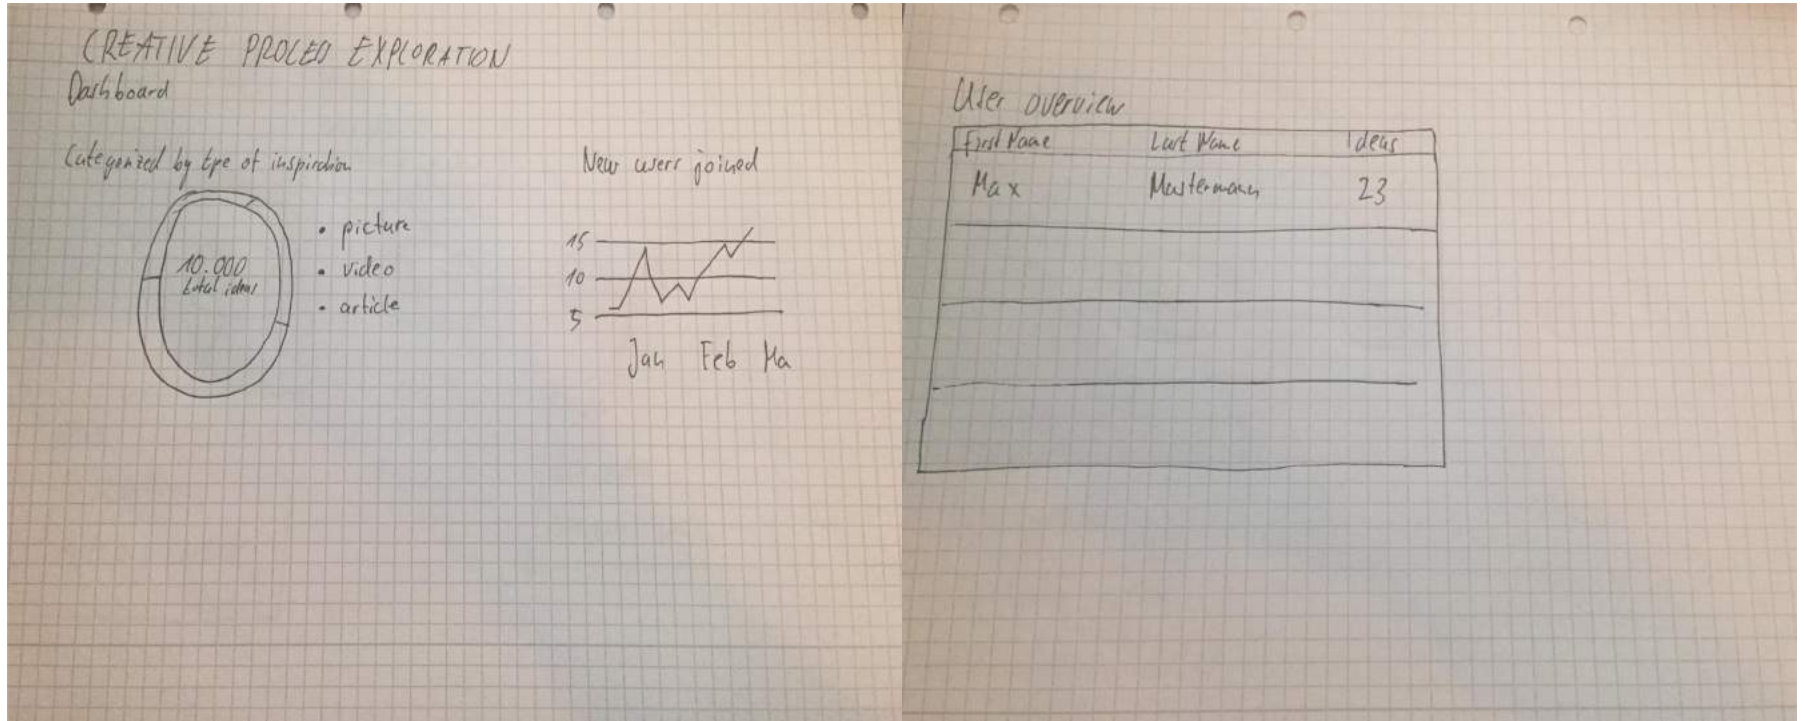 CREATIVE PROCESS EXPLORATION
Dashboard
Categorized by type of inspiration
10.000
total ideas
• picture
• video
• article
New users joined
15
10
5
Jan Feb Ma
User overview
First Name Last Name Ideas
Max Mustermann 23